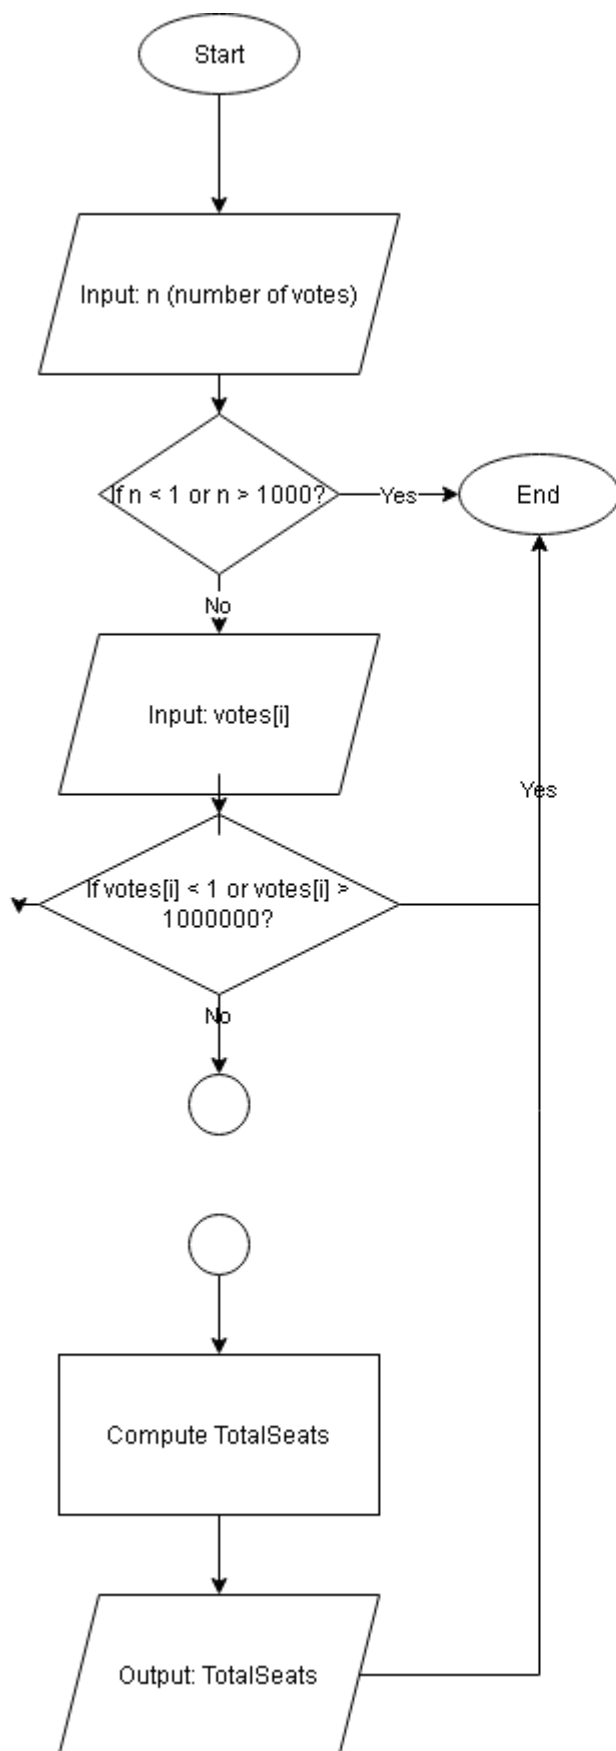 Start
Input: n (number of votes)
If n < 1 or n > 1000?
Yes
End
No
Input: votes[i]
Yes
If votes[i] < 1 or votes[i] >
1000000?
No
Compute TotalSeats
Output: TotalSeats